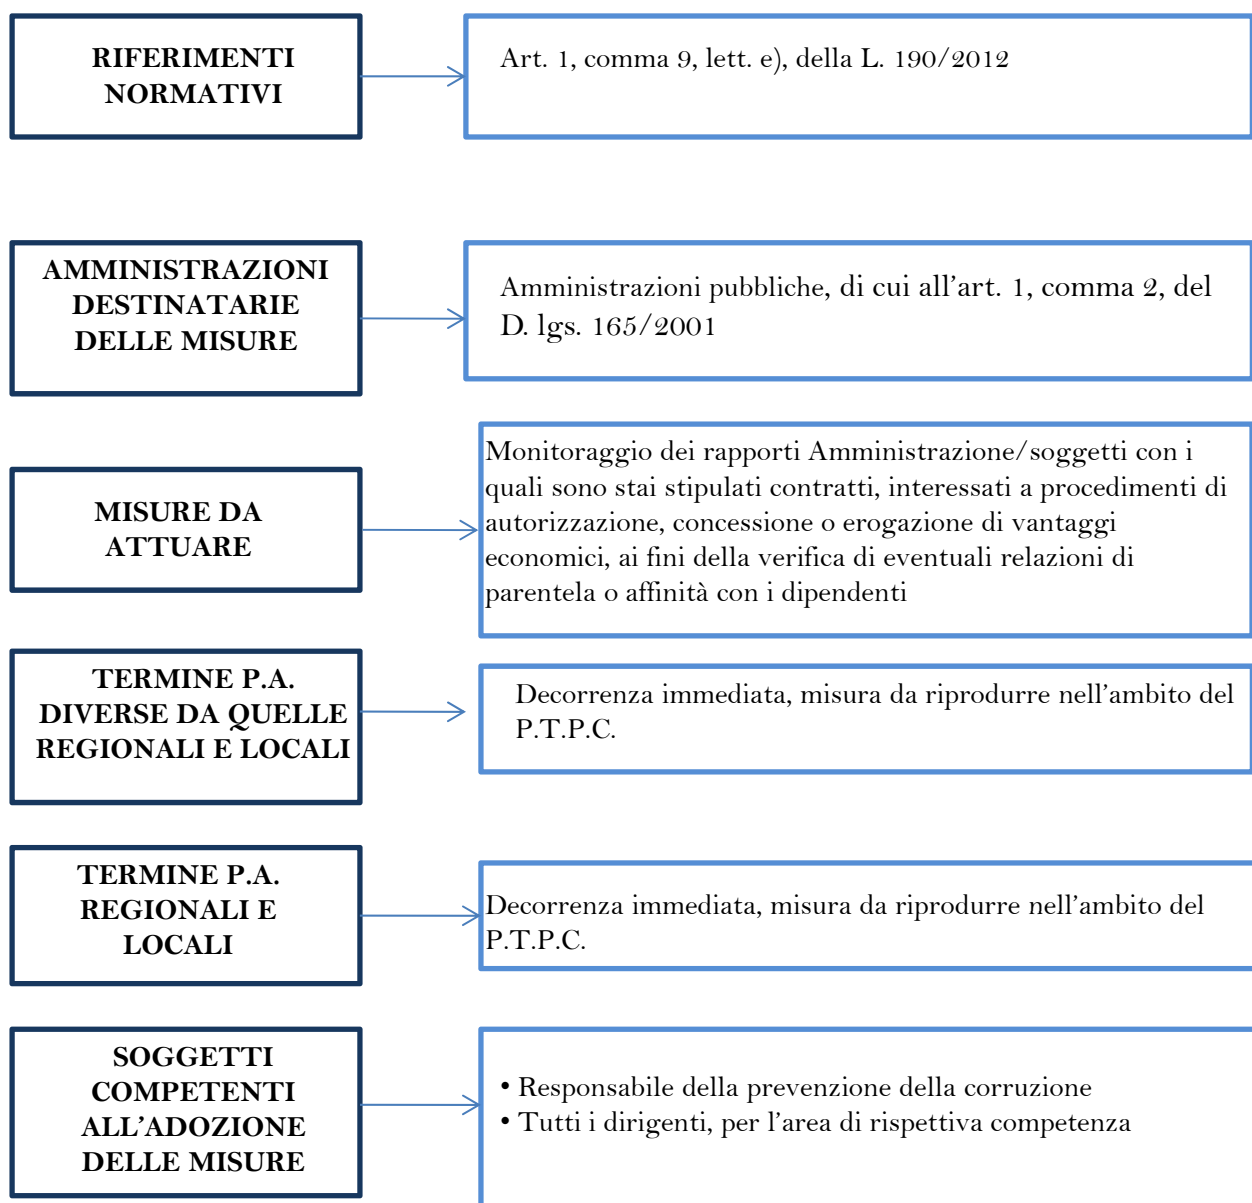 RIFERIMENTI
NORMATIVI
Art. 1, comma 9, lett. e), della L. 190/2012
AMMINISTRAZIONI
DESTINATARIE
DELLE MISURE
Amministrazioni pubbliche, di cui all’art. 1, comma 2, del
D. lgs. 165/2001
MISURE DA
ATTUARE
Monitoraggio dei rapporti Amministrazione/soggetti con i
quali sono stai stipulati contratti, interessati a procedimenti di
autorizzazione, concessione o erogazione di vantaggi
economici, ai fini della verifica di eventuali relazioni di
parentela o affinità con i dipendenti
TERMINE P.A.
DIVERSE DA QUELLE
REGIONALI E LOCALI
Decorrenza immediata, misura da riprodurre nell’ambito del
P.T.P.C.
TERMINE P.A.
REGIONALI E
LOCALI
Decorrenza immediata, misura da riprodurre nell’ambito del
P.T.P.C.
SOGGETTI
COMPETENTI
ALL’ADOZIONE
DELLE MISURE
• Responsabile della prevenzione della corruzione
• Tutti i dirigenti, per l’area di rispettiva competenza